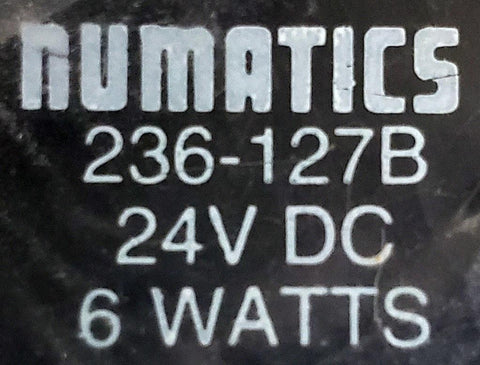 NUMATICS
236-127B
24V DC
6 WATTS